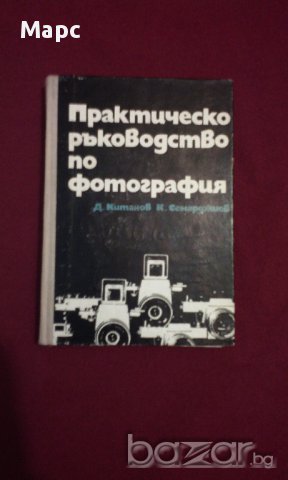 Марс
Практическо
ръководство
по
фотография
Д. Китанов К. Семерджиев
bazar.bg